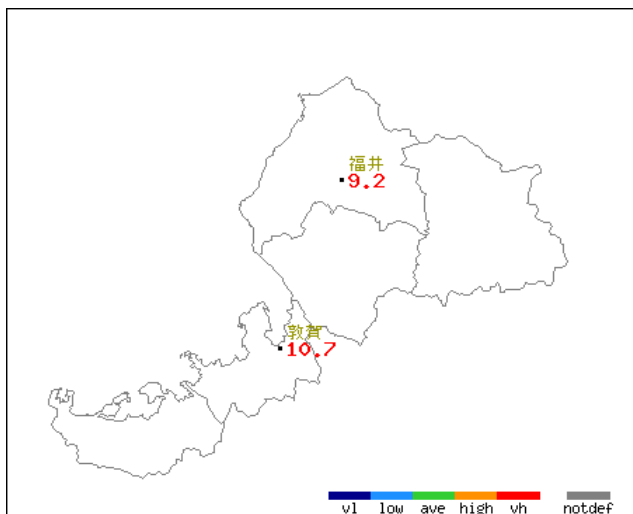 福井
9.2
敦賀
10.7
vl low ave high vh notdef